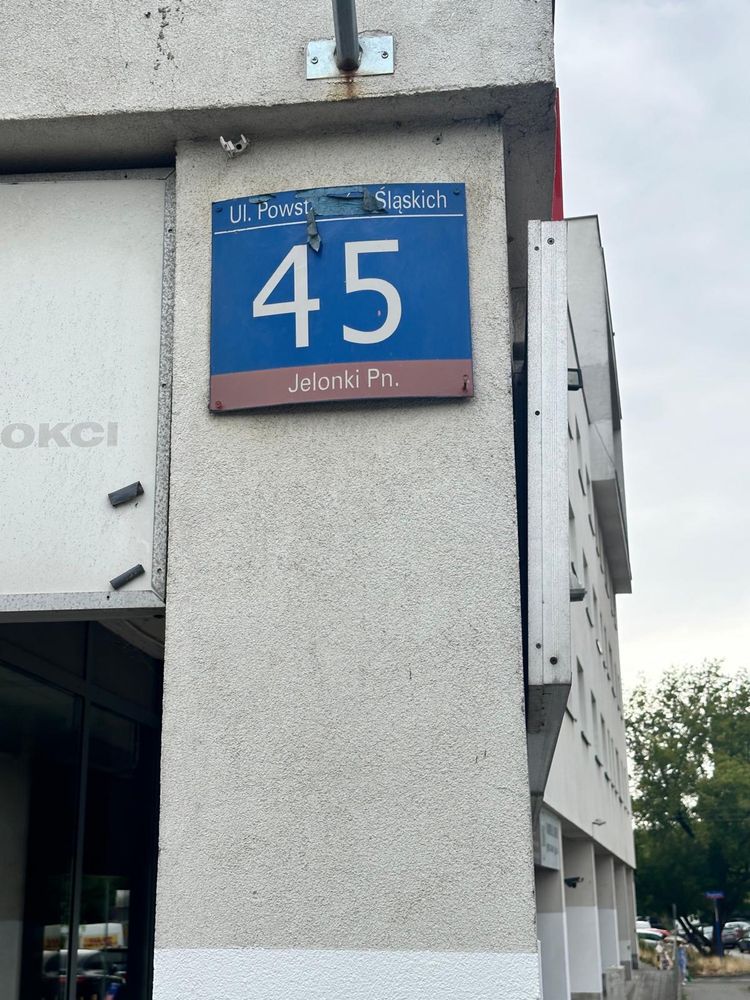 Ul. Powst Śląskich
45
Jelonki Pn.
OKCI